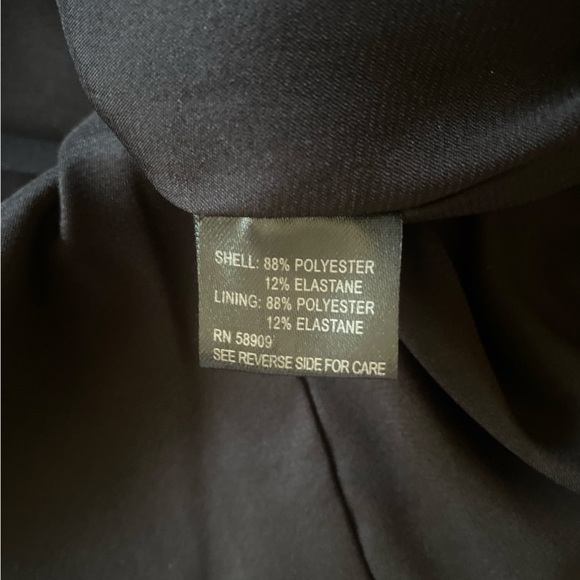 SHELL: 88% POLYESTER
12% ELASTANE
LINING: 88% POLYESTER
12% ELASTANE
RN 58909
SEE REVERSE SIDE FOR CARE